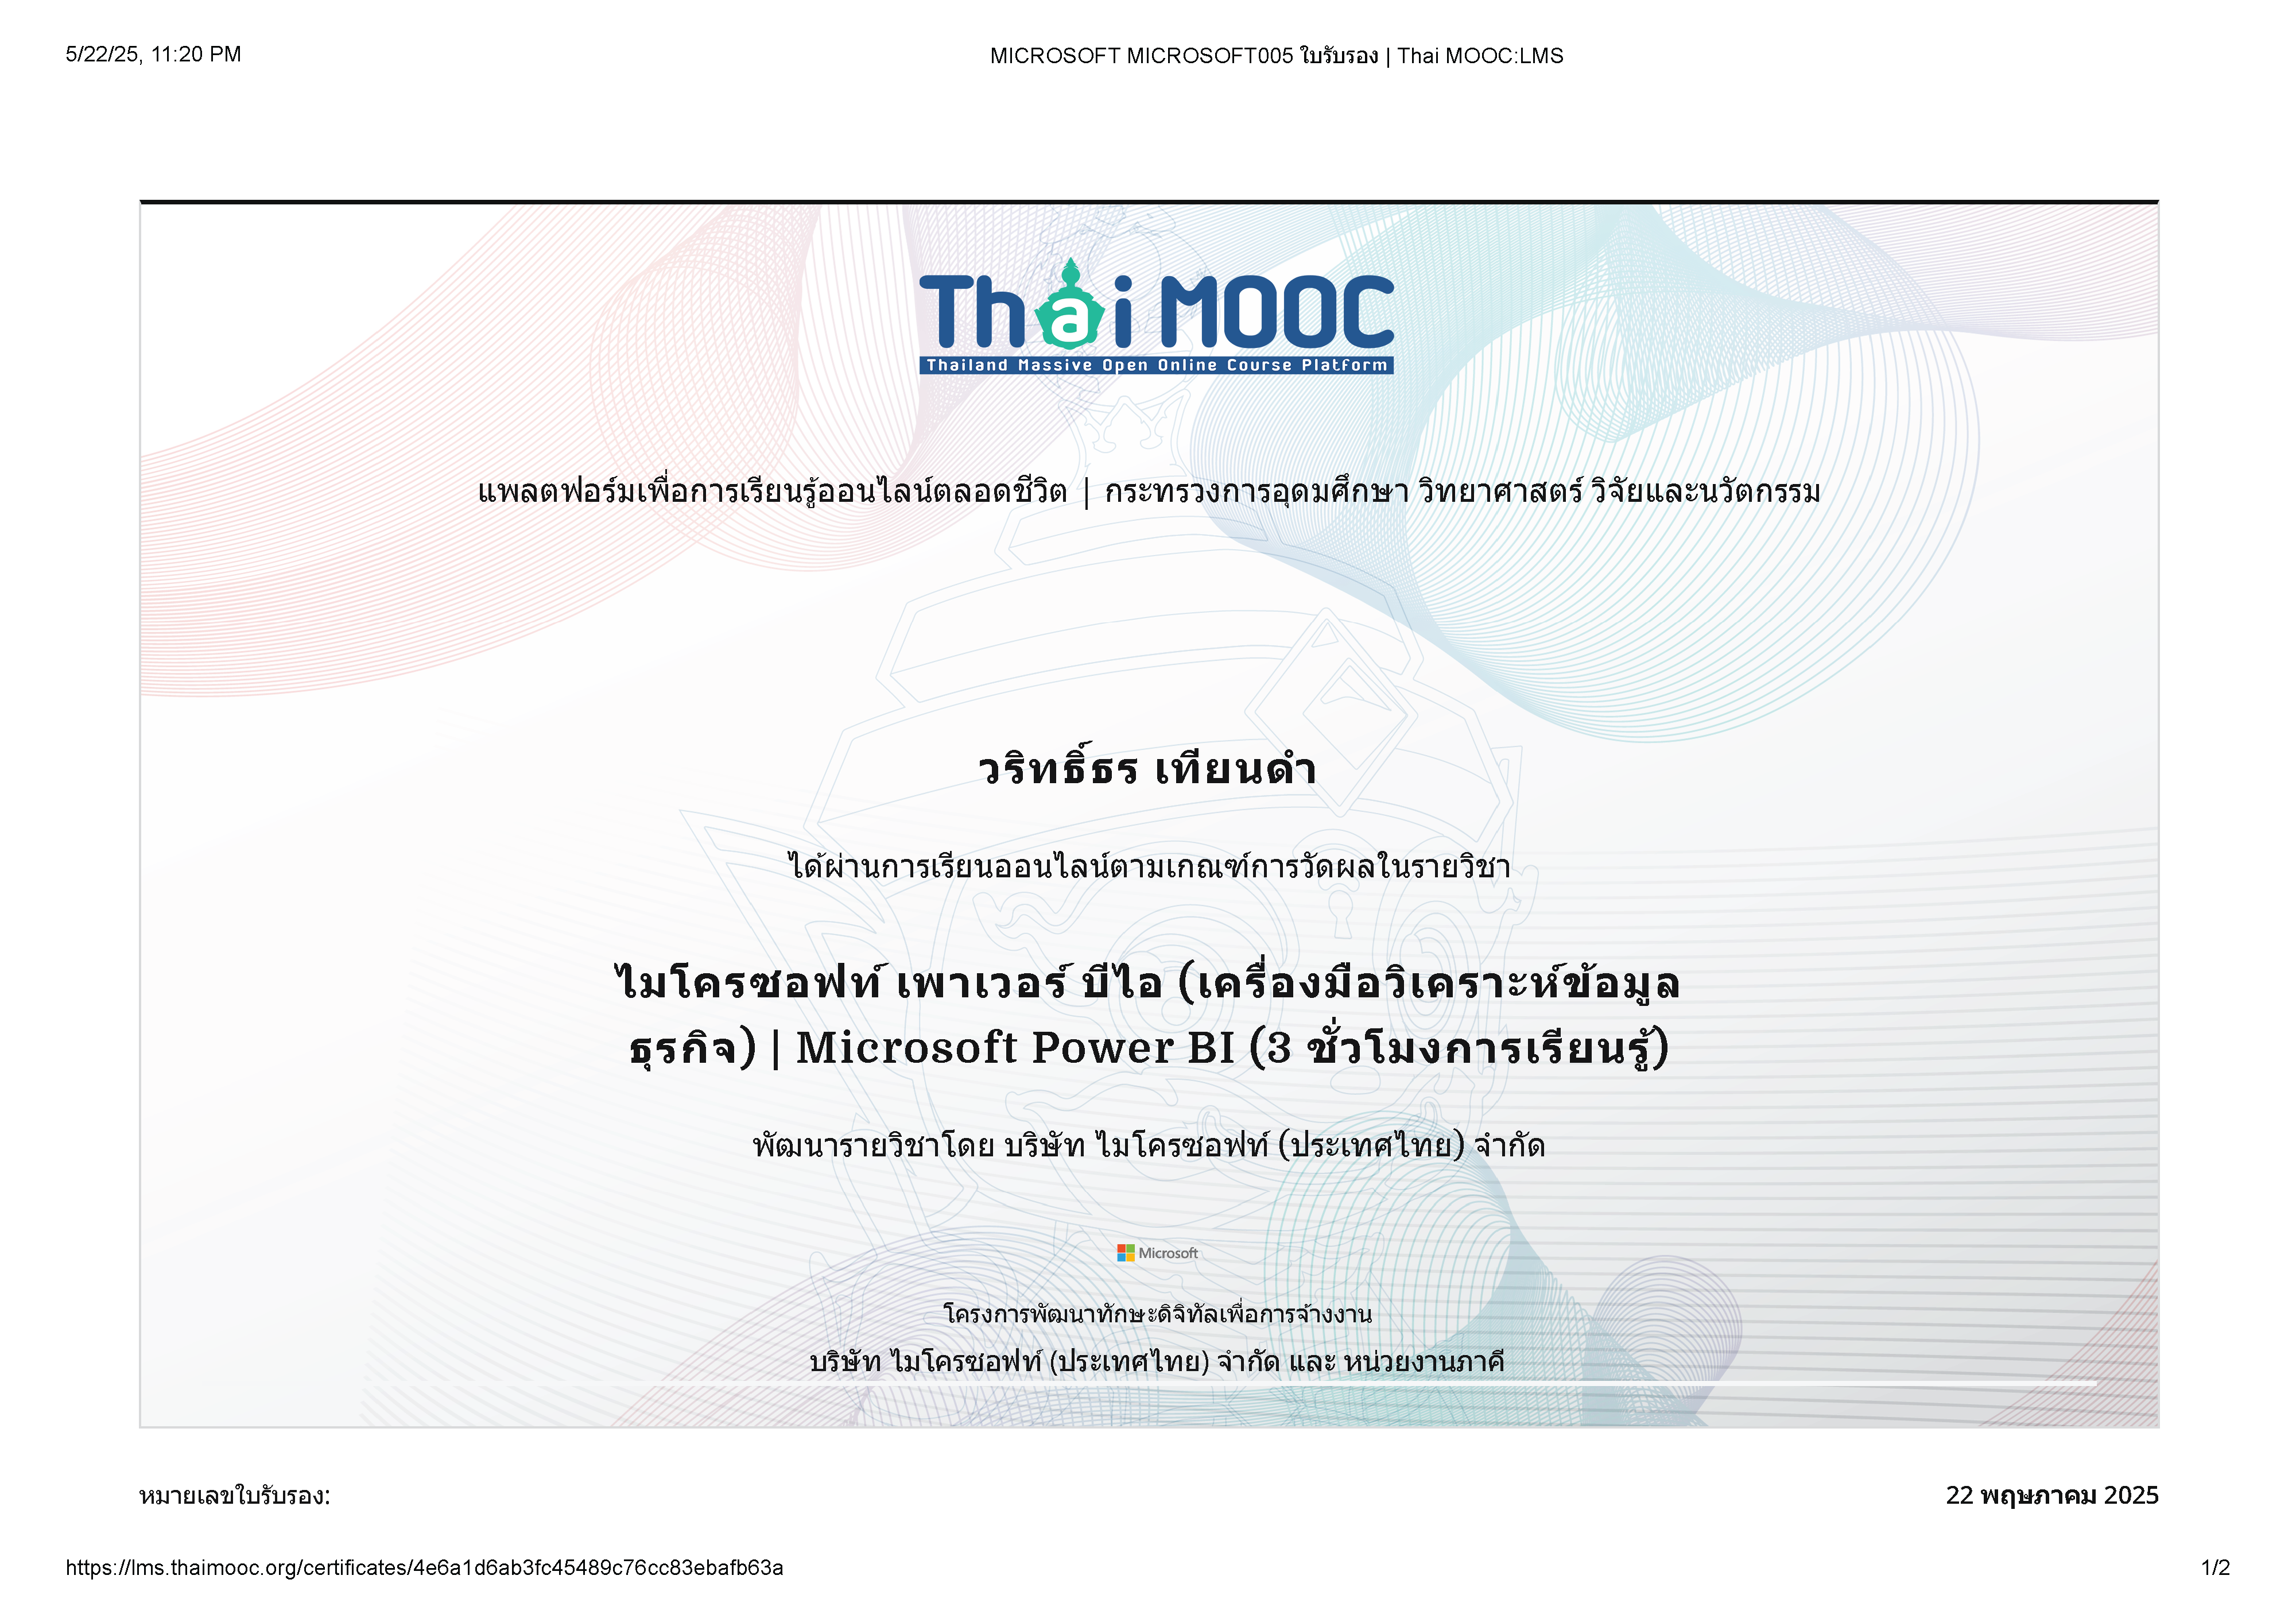 5/22/25, 11:20 PM
MICROSOFT MICROSOFT005 ใบรับรอง | Thai MOOC:LMS
Thai MOOC
Thailand Massive Open Online Course Platform
แพลตฟอร์มเพื่อการเรียนรู้ออนไลน์ตลอดชีวิต | กระทรวงการอุดมศึกษา วิทยาศาสตร์ วิจัยและนวัตกรรม
วริทธิ์ธร เทียนดำ
ได้ผ่านการเรียนออนไลน์ตามเกณฑ์การวัดผลในรายวิชา
ไมโครซอฟท์ เพาเวอร์ บีไอ (เครื่องมือวิเคราะห์ข้อมูล
ธุรกิจ) | Microsoft Power BI (3 ชั่วโมงการเรียนรู้)
พัฒนารายวิชาโดย บริษัท ไมโครซอฟท์ (ประเทศไทย) จำกัด
Microsoft
โครงการพัฒนาทักษะดิจิทัลเพื่อการจ้างงาน
บริษัท ไมโครซอฟท์ (ประเทศไทย) จำกัด และ หน่วยงานภาคี
หมายเลขใบรับรอง:
22 พฤษภาคม 2025
https://lms.thaimooc.org/certificates/4e6a1d6ab3fc45489c76cc83ebafb63a
1/2